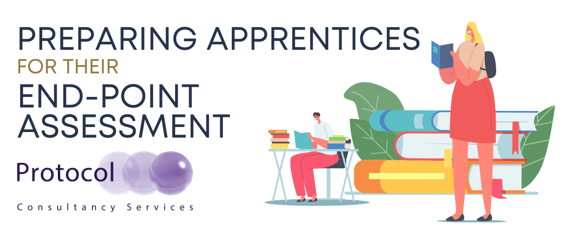 PREPARING APPRENTICES
FOR THEIR
END-POINT
ASSESSMENT
Protocol
Consultancy Services